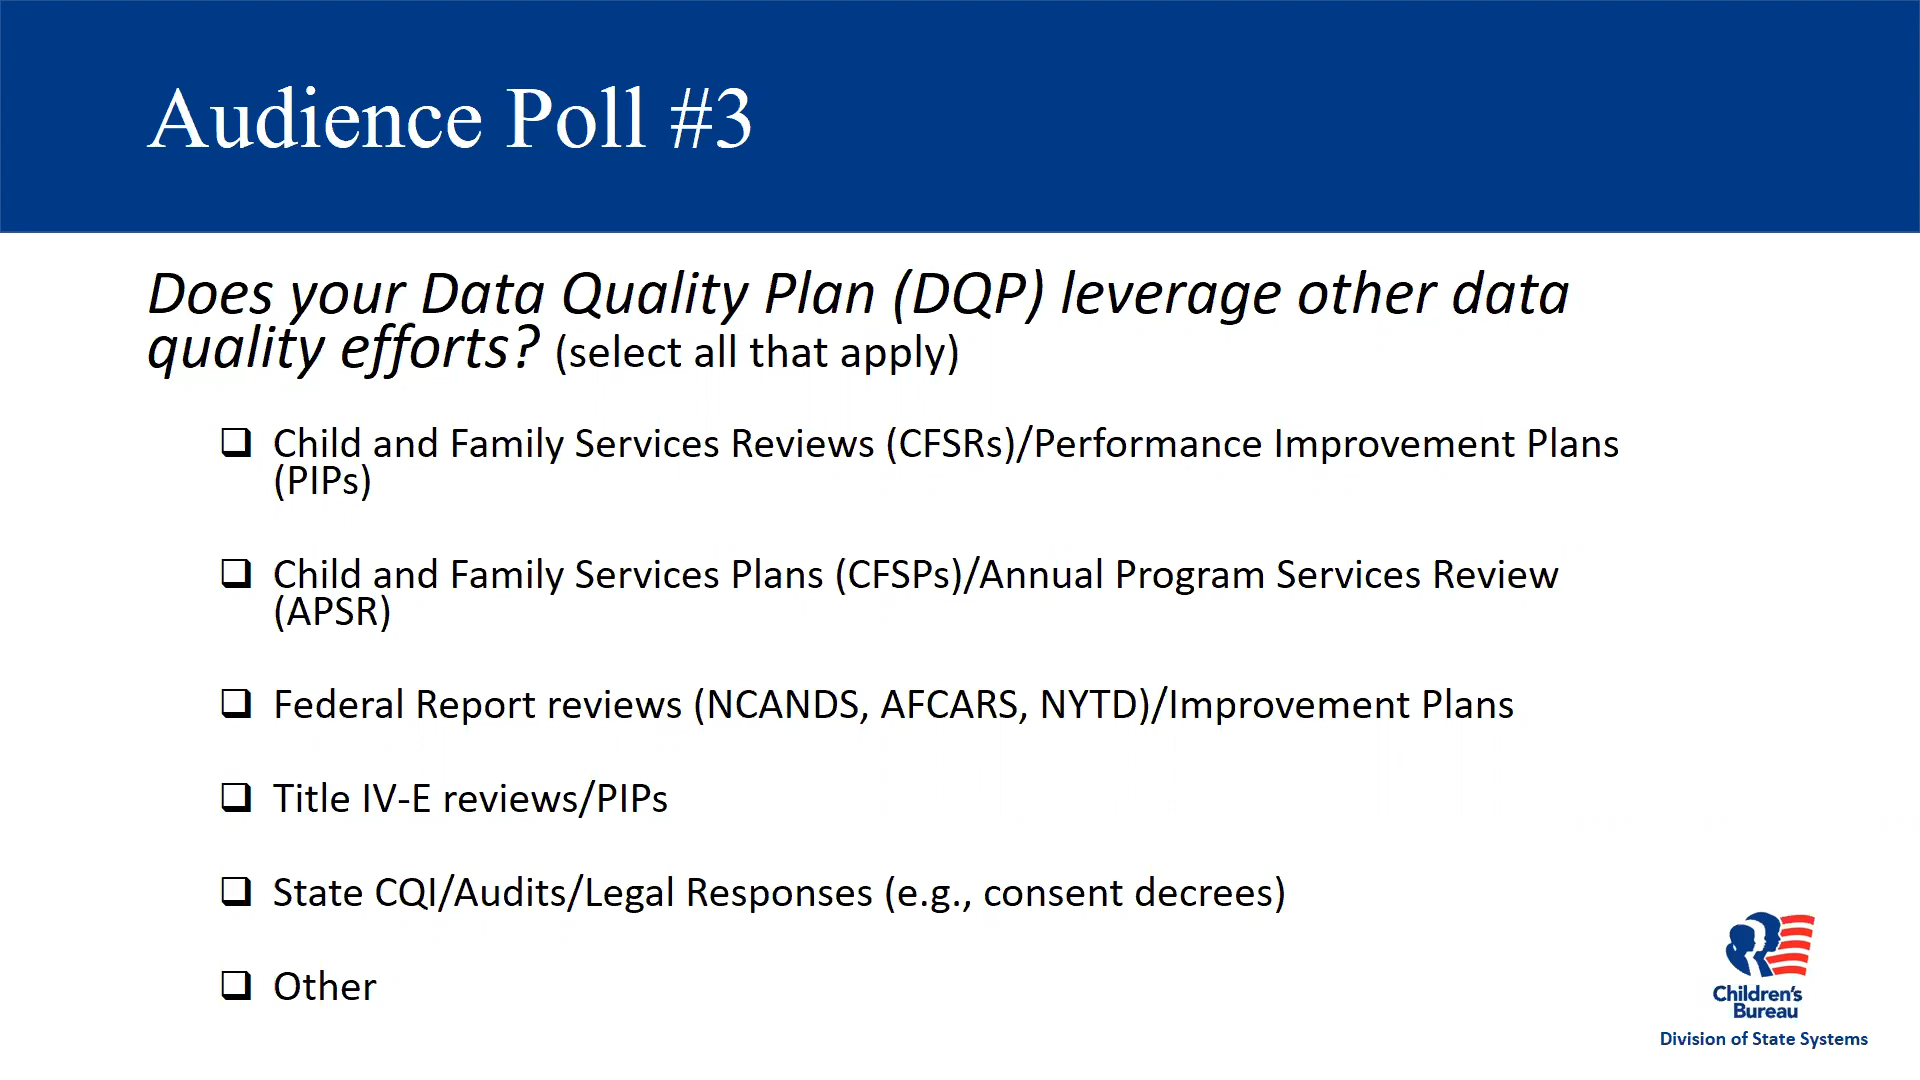 Audience Poll #3
Does your Data Quality Plan (DQP) leverage other data
quality efforts? (select all that apply)
Child and Family Services Reviews (CFSRs)/Performance Improvement Plans
(PIPs)
Child and Family Services Plans (CFSPs)/Annual Program Services Review
(APSR)
Federal Report reviews (NCANDS, AFCARS, NYTD)/Improvement Plans
Title IV-E reviews/PIPs
State CQI/Audits/Legal Responses (e.g., consent decrees)
Other
Children's
Bureau
Division of State Systems